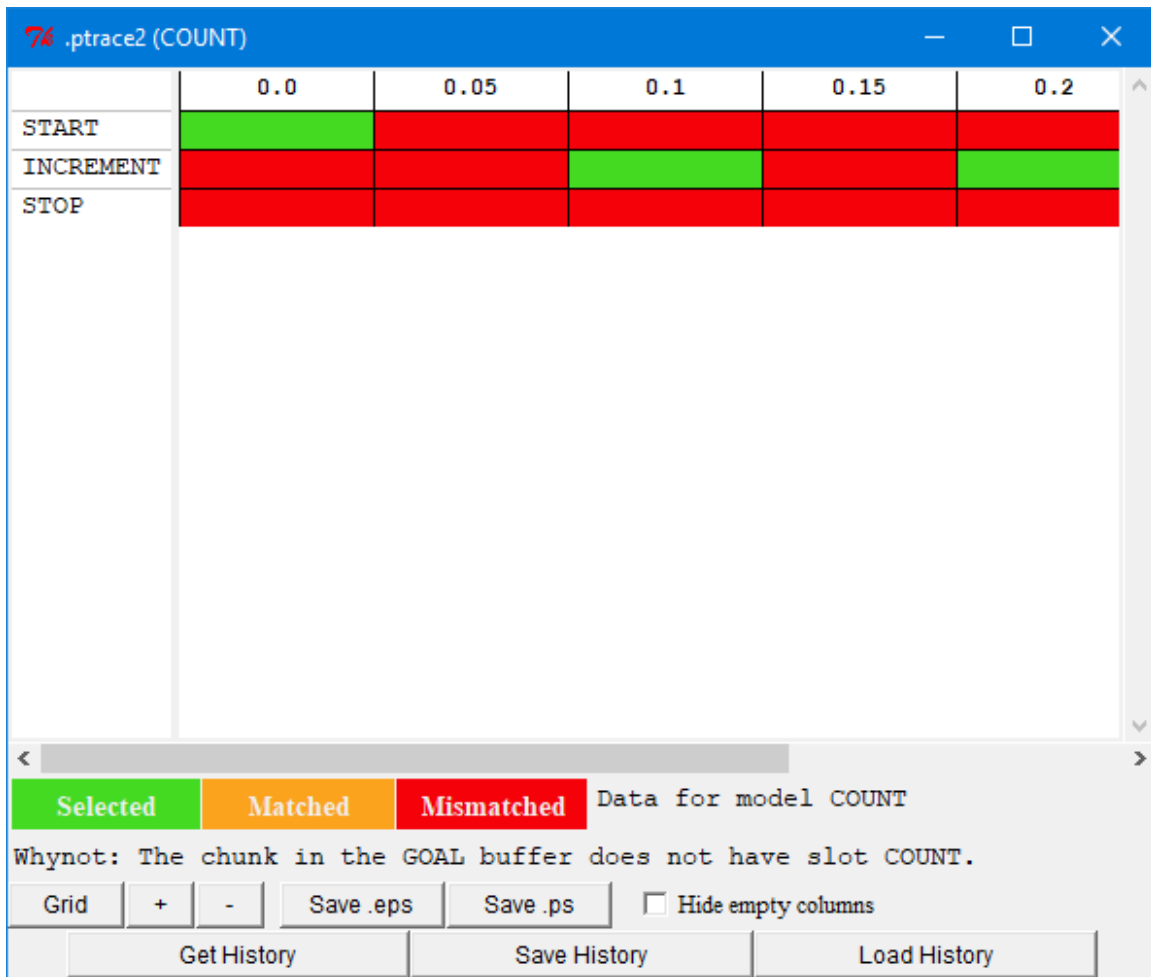 .ptrace2 (COUNT)
0.0 0.05 0.1 0.15 0.2
START
INCREMENT
STOP
Selected Matched Mismatched Data for model COUNT
Whynot: The chunk in the GOAL buffer does not have slot COUNT.
Grid + - Save .eps Save .ps Hide empty columns
Get History Save History Load History